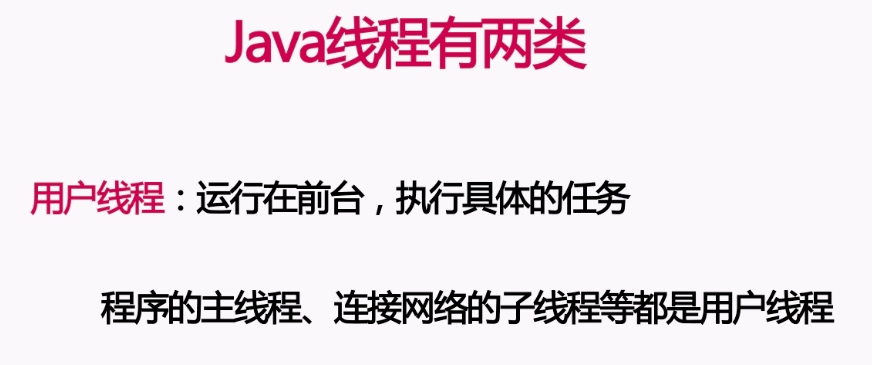 Java线程有两类
用户线程：运行在前台，执行具体的任务
程序的主线程、连接网络的子线程等都是用户线程